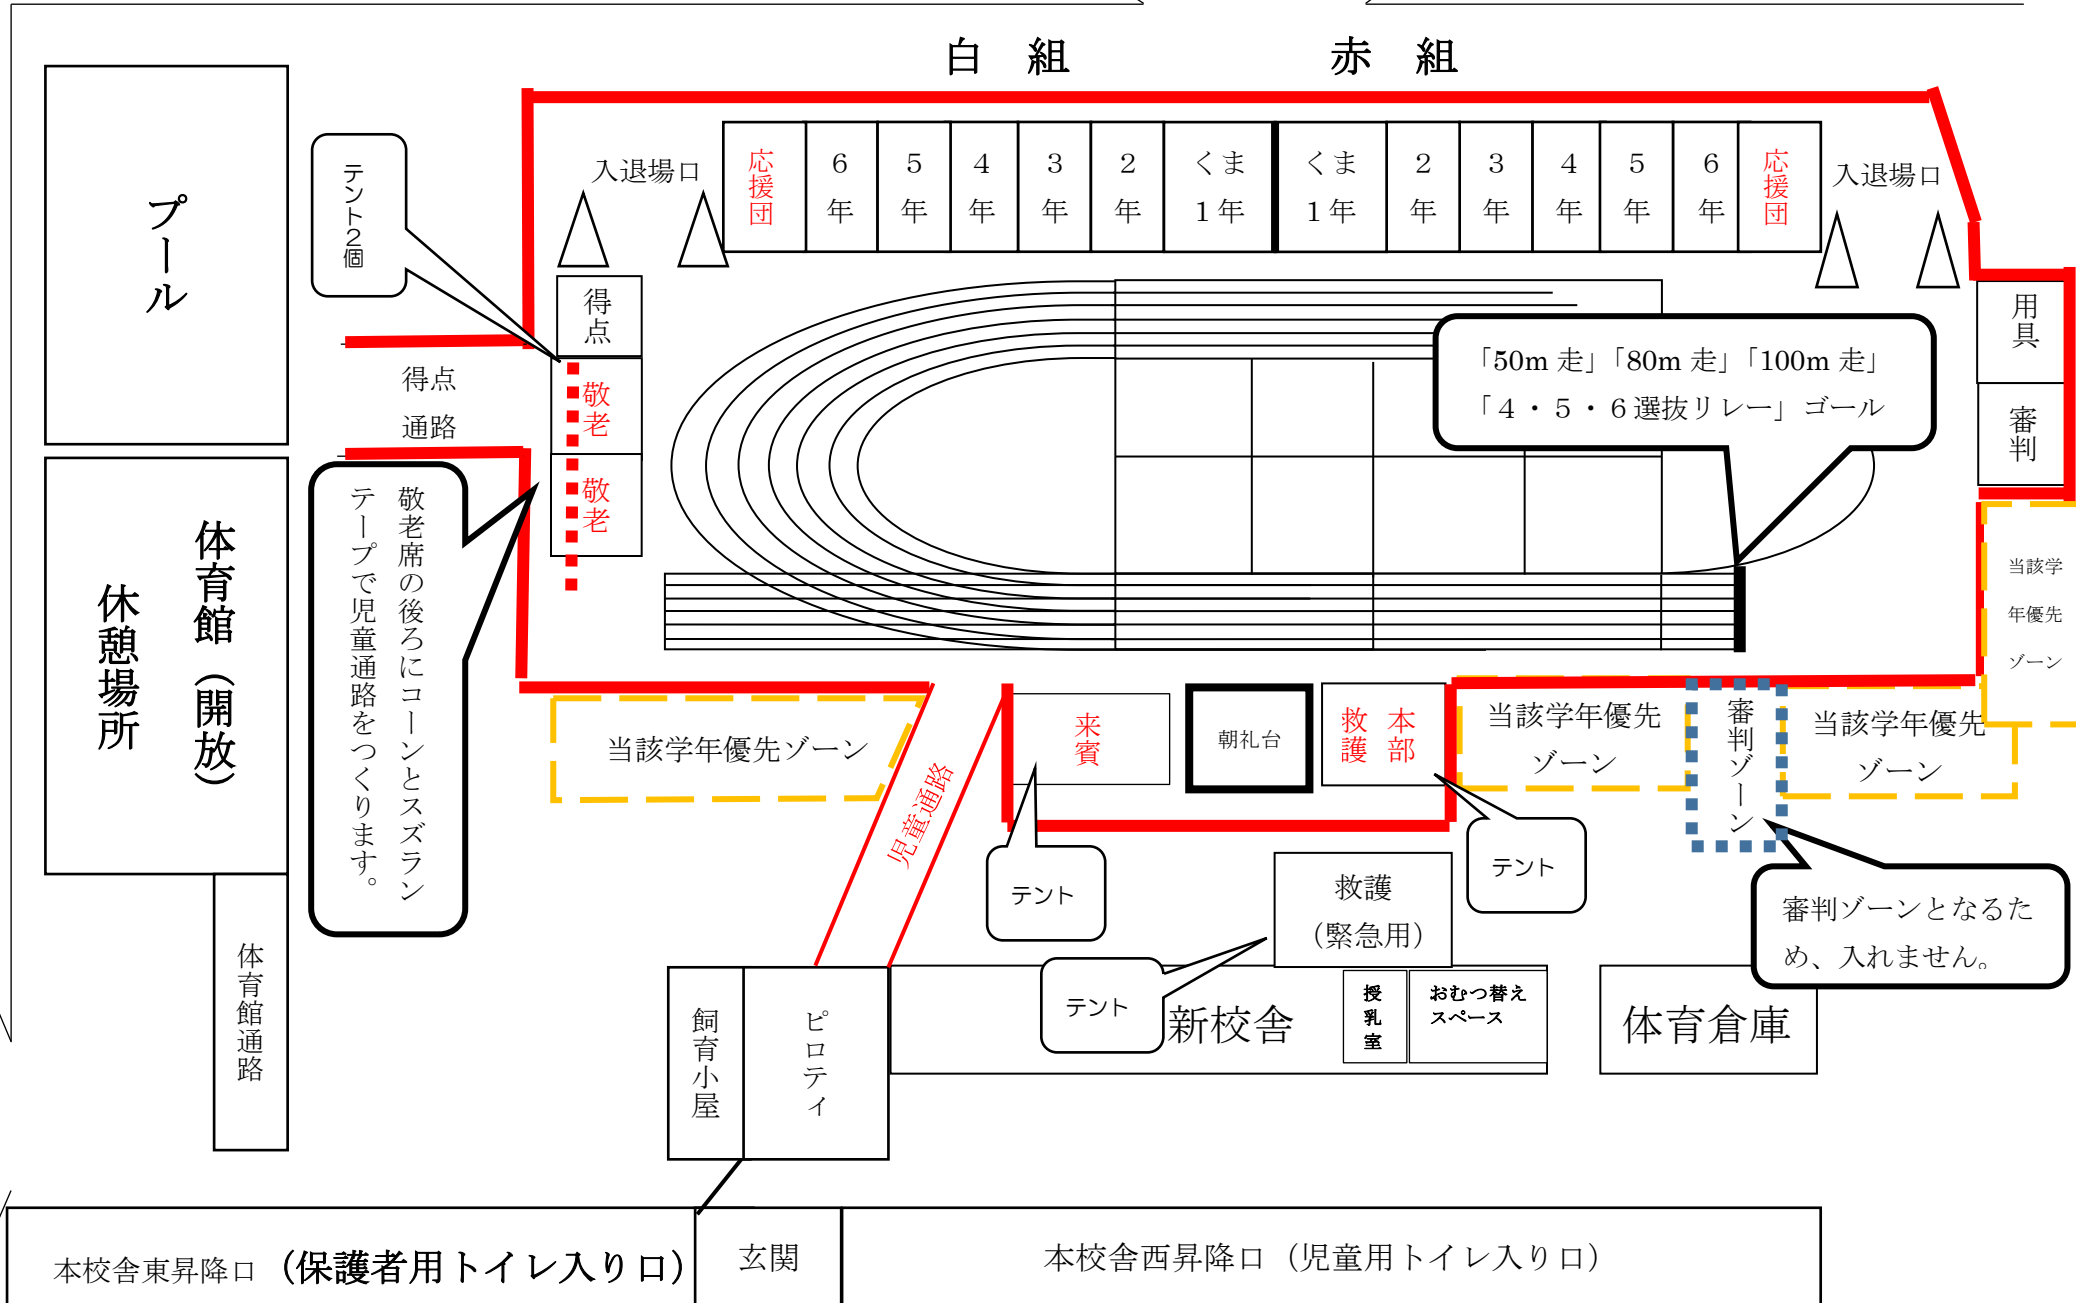 白　組
赤　組
プール
テント2個
入退場口
応援団
6年
5年
4年
3年
2年
くま1年
くま1年
2年
3年
4年
5年
6年
応援団
入退場口
得点
敬老
敬老
得点
通路
「50m 走」「80m 走」「100m 走」
「４・５・６選抜リレー」ゴール
用具
審判
体育館（開放）
休憩場所
敬老席の後ろにコーンとスズラン
テープで児童通路をつくります。
当該学
年優先
ゾーン
当該学年優先ゾーン
児童通路
来賓
朝礼台
本部
救護
当該学年優先
ゾーン
審判ゾーン
当該学年優先
ゾーン
テント
テント
救護
（緊急用）
審判ゾーンとなるた
め、入れません。
体育館通路
飼育小屋
ピロティ
テント
新校舎
授乳室
おむつ替え
スペース
体育倉庫
本校舎東昇降口（保護者用トイレ入り口）
玄関
本校舎西昇降口（児童用トイレ入り口）